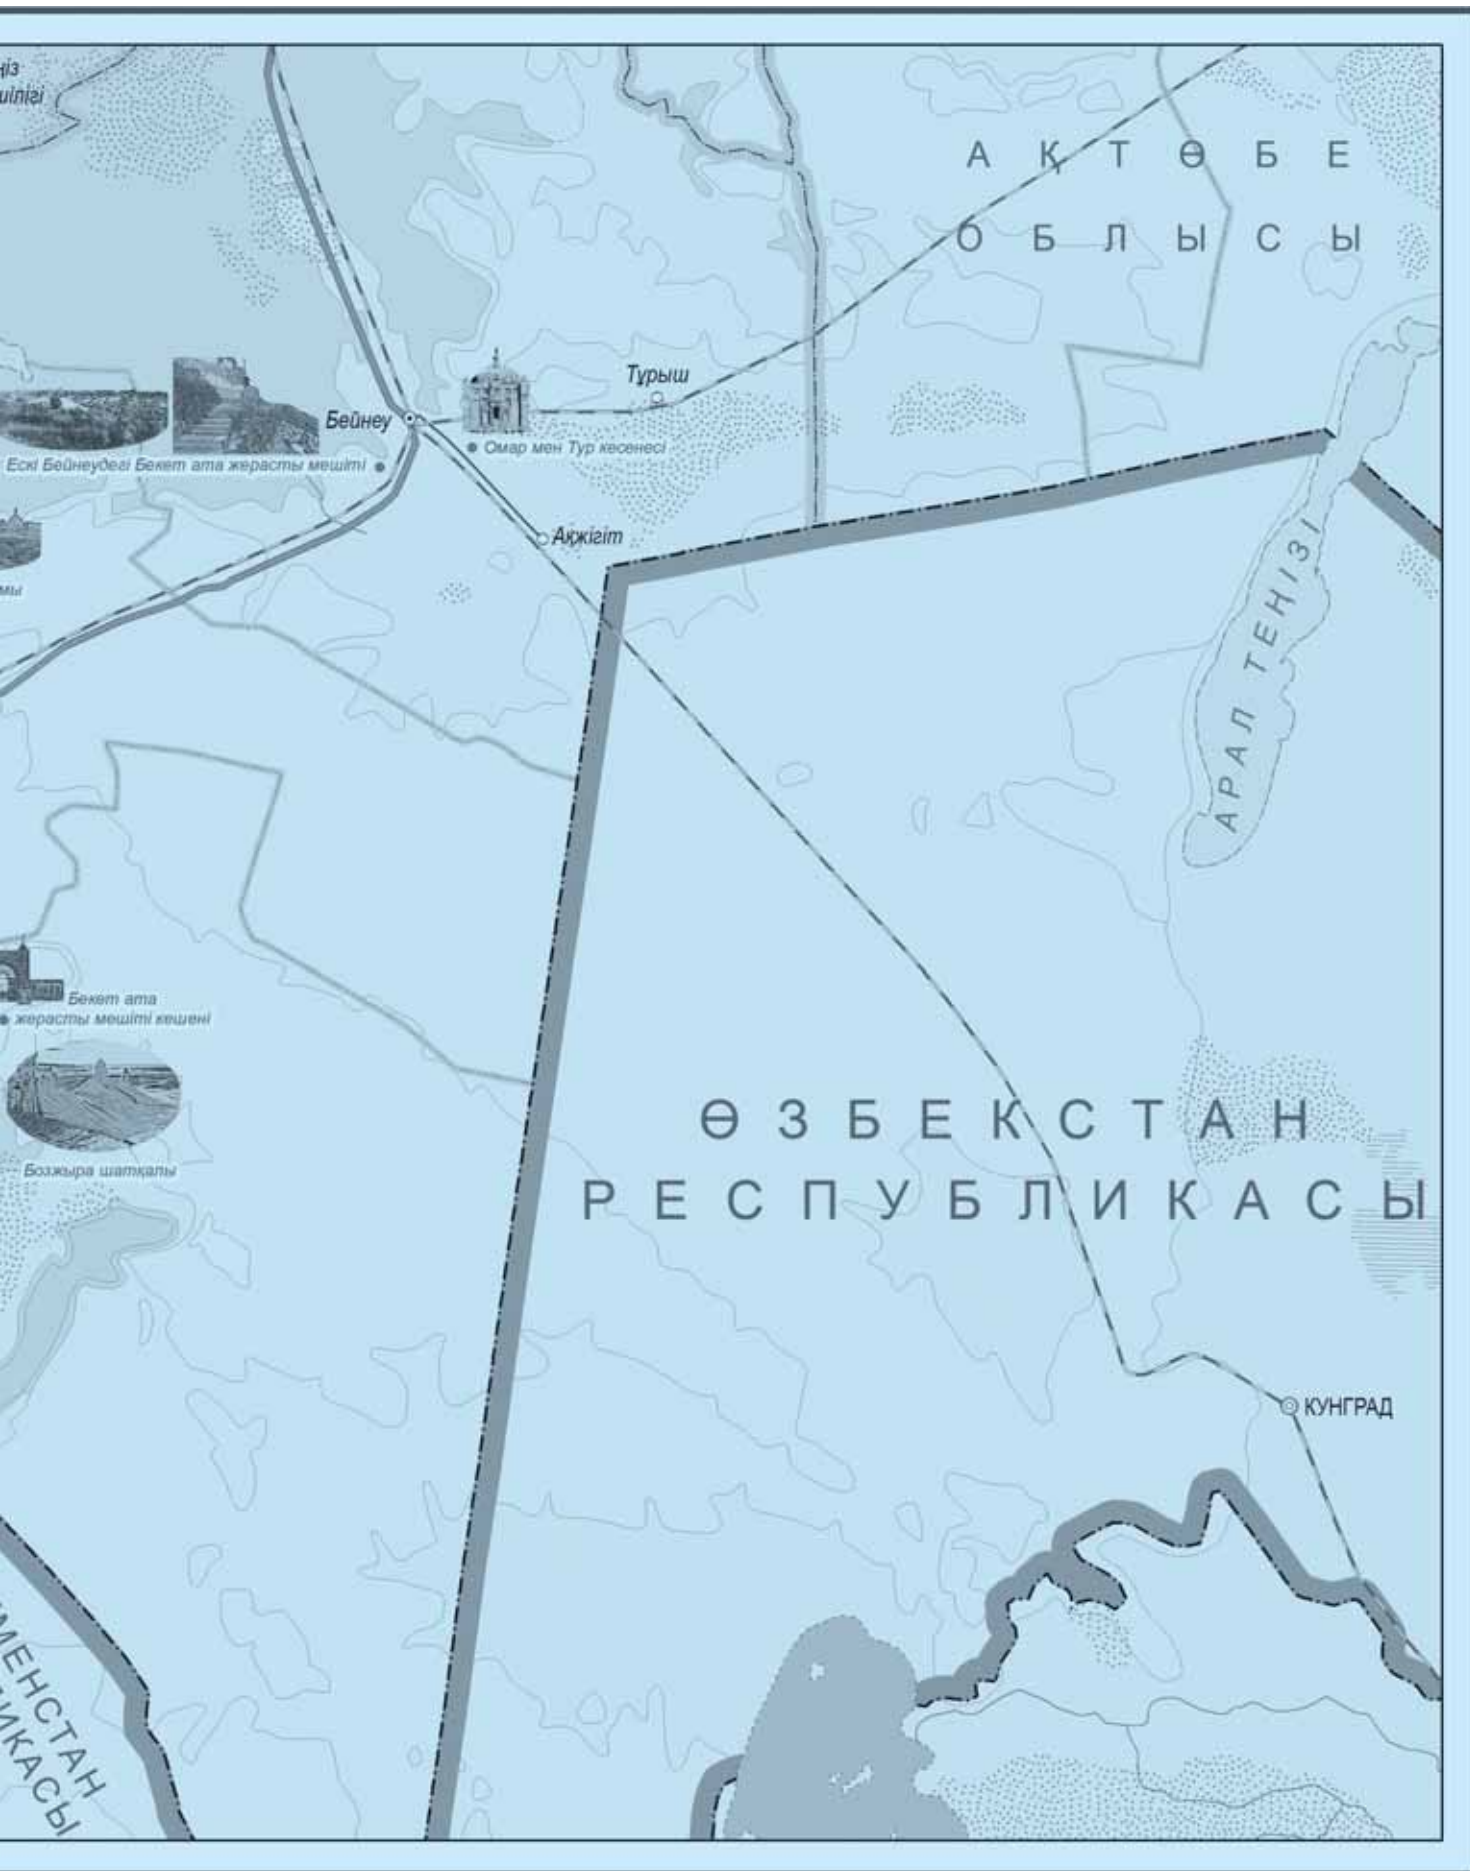 АҚТӨБЕ
ОБЛЫСЫ
Тұрыш
Бейнеу
Омар мен Тур кесенесі
Ескі Бейнеудегі Бекет ата жерасты мешіті
Ақжігіт
АРАЛ ТЕҢІЗІ
Бекет ата
жерасты мешіті кешені
ӨЗБЕКСТАН
РЕСПУБЛИКАСЫ
Бозжыра шатқалы
КУНГРАД
МЕНСТАН
ИКАСЫ